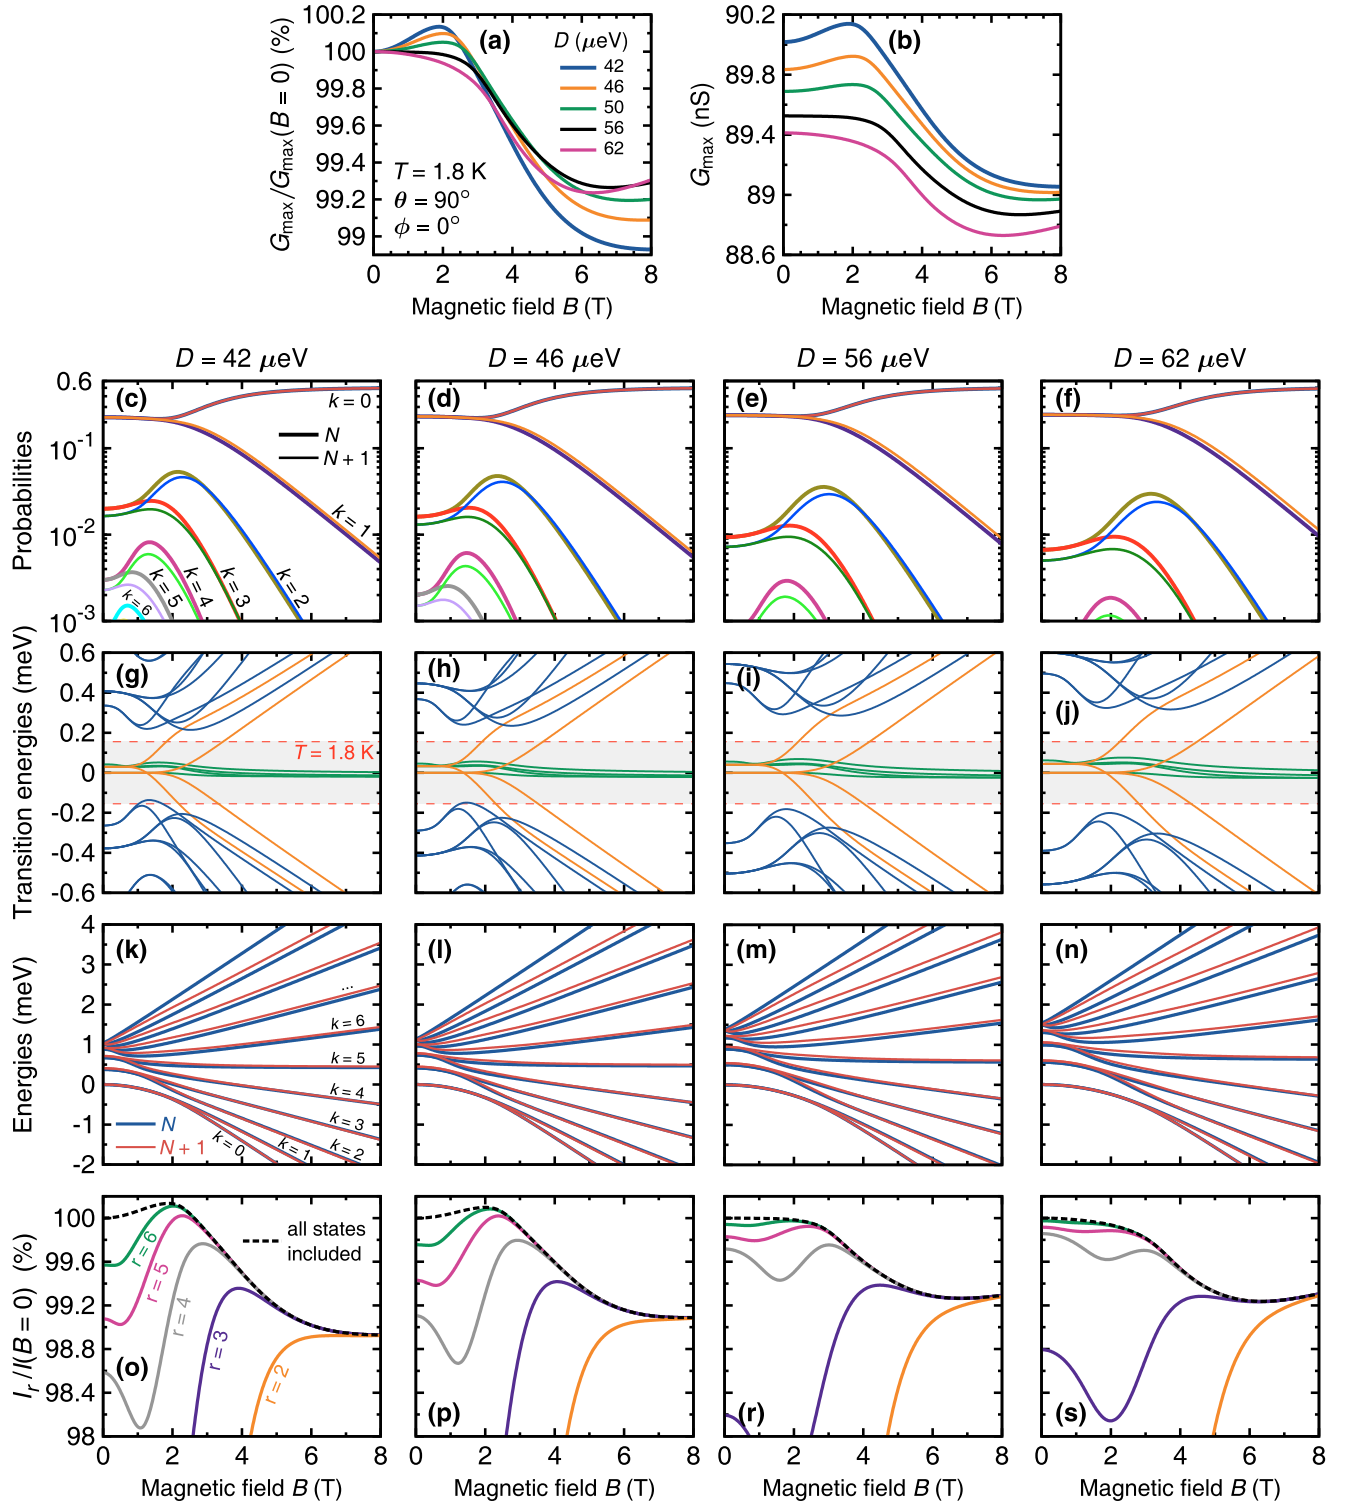 100.2
100
99.8
99.6
99.4
99.2
99
G_max/G_max(B = 0) (%)
(a)
D (μeV)
42
46
50
56
62
T = 1.8 K
θ = 90°
ϕ = 0°
0 2 4 6 8
Magnetic field B (T)
90.2
89.8
89.4
89
88.6
G_max (nS)
(b)
0 2 4 6 8
Magnetic field B (T)
D = 42 μeV
D = 46 μeV
D = 56 μeV
D = 62 μeV
Probabilities
0.6
10⁻¹
10⁻²
10⁻³
(c)
k = 0
N
N + 1
k = 1
k = 2
k = 3
k = 4
k = 5
k = 6
(d)
(e)
(f)
Transition energies (meV)
0.6
0.4
0.2
0
-0.2
-0.4
-0.6
(g)
T = 1.8 K
(h)
(i)
(j)
Energies (meV)
4
3
2
1
0
-1
-2
(k)
...
k = 6
k = 5
k = 4
k = 3
k = 2
k = 1
k = 0
N
N + 1
(l)
(m)
(n)
I_r /I(B = 0) (%)
100
99.6
99.2
98.8
98.4
98
(o)
r = 6
r = 5
r = 4
r = 3
r = 2
all states
included
(p)
(r)
(s)
0 2 4 6 8
0 2 4 6 8
0 2 4 6 8
0 2 4 6 8
Magnetic field B (T)
Magnetic field B (T)
Magnetic field B (T)
Magnetic field B (T)